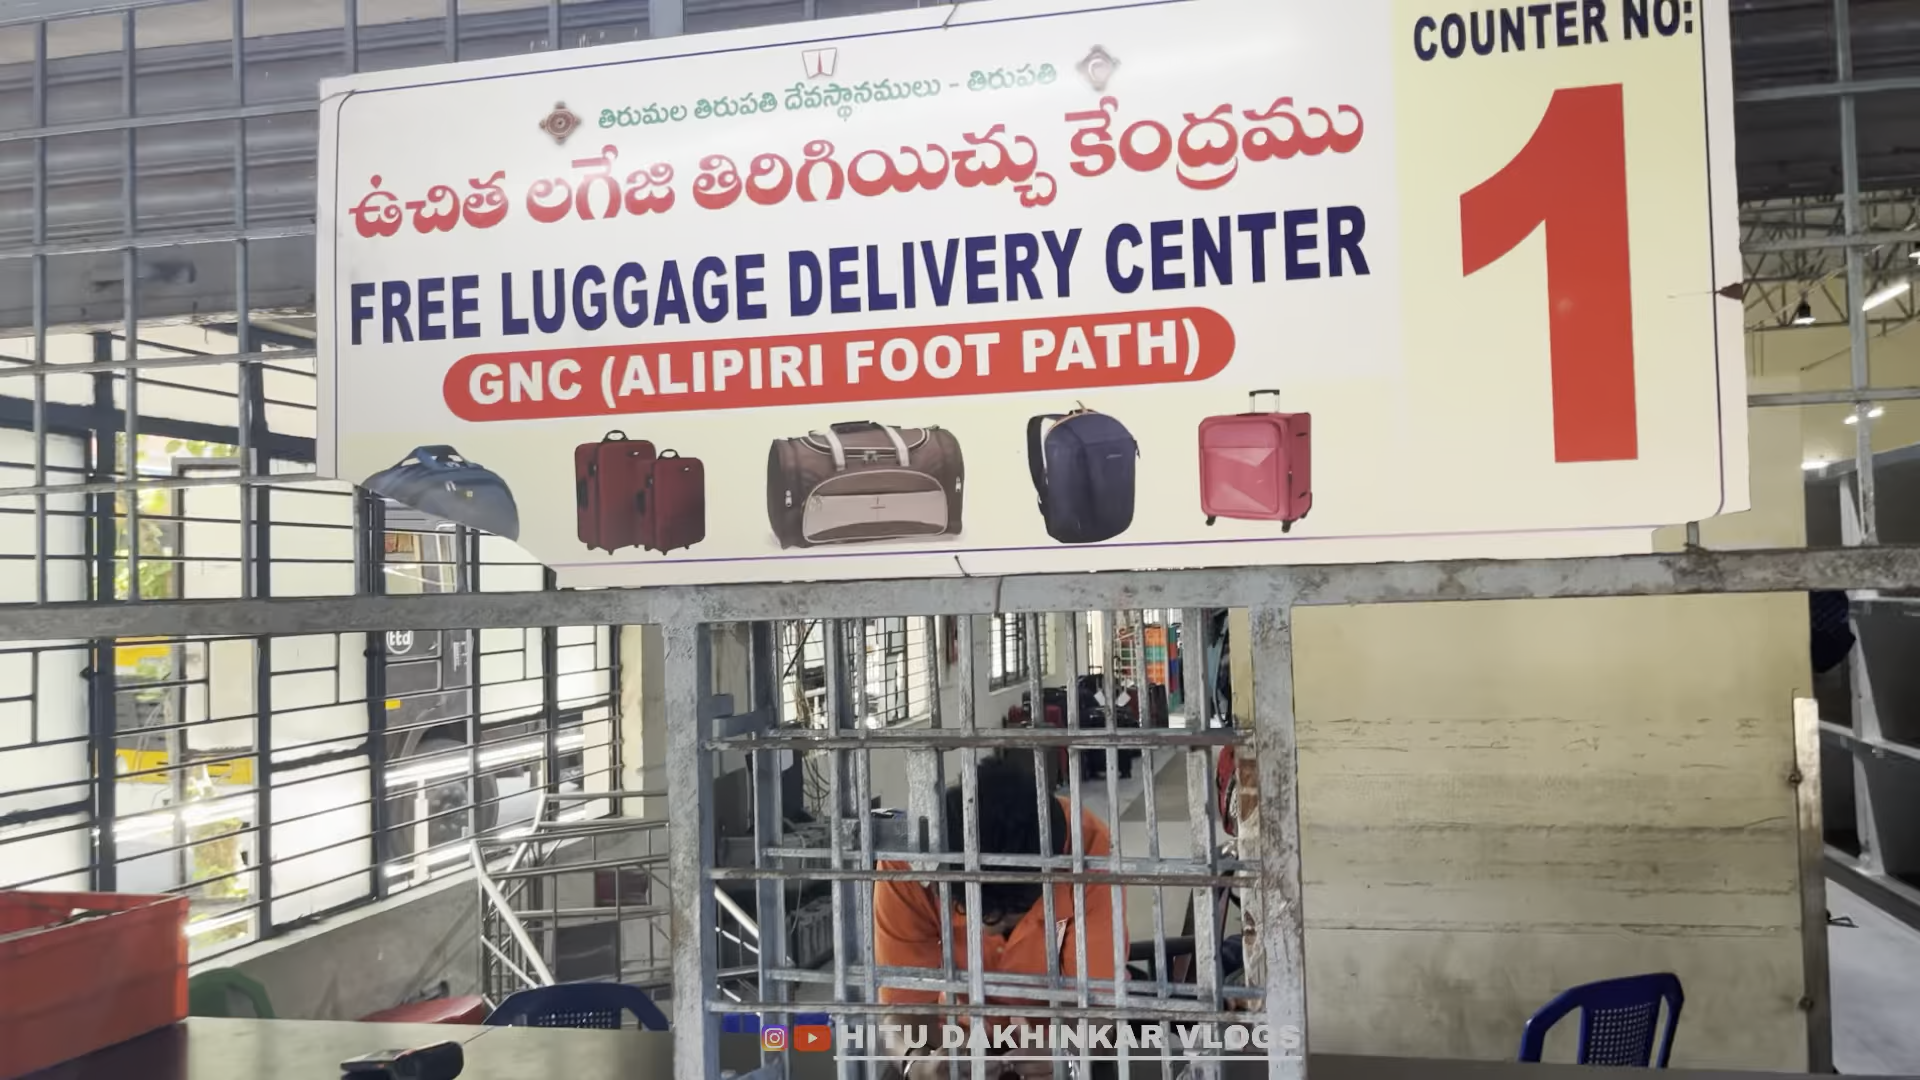 తిరుమల తిరుపతి దేవస్థానములు - తిరుపతి
ఉచిత లగేజి తిరిగియిచ్చు కేంద్రము
FREE LUGGAGE DELIVERY CENTER
GNC (ALIPIRI FOOT PATH)
COUNTER NO:
1
ttd
HITU DAKHINKAR VLOGS